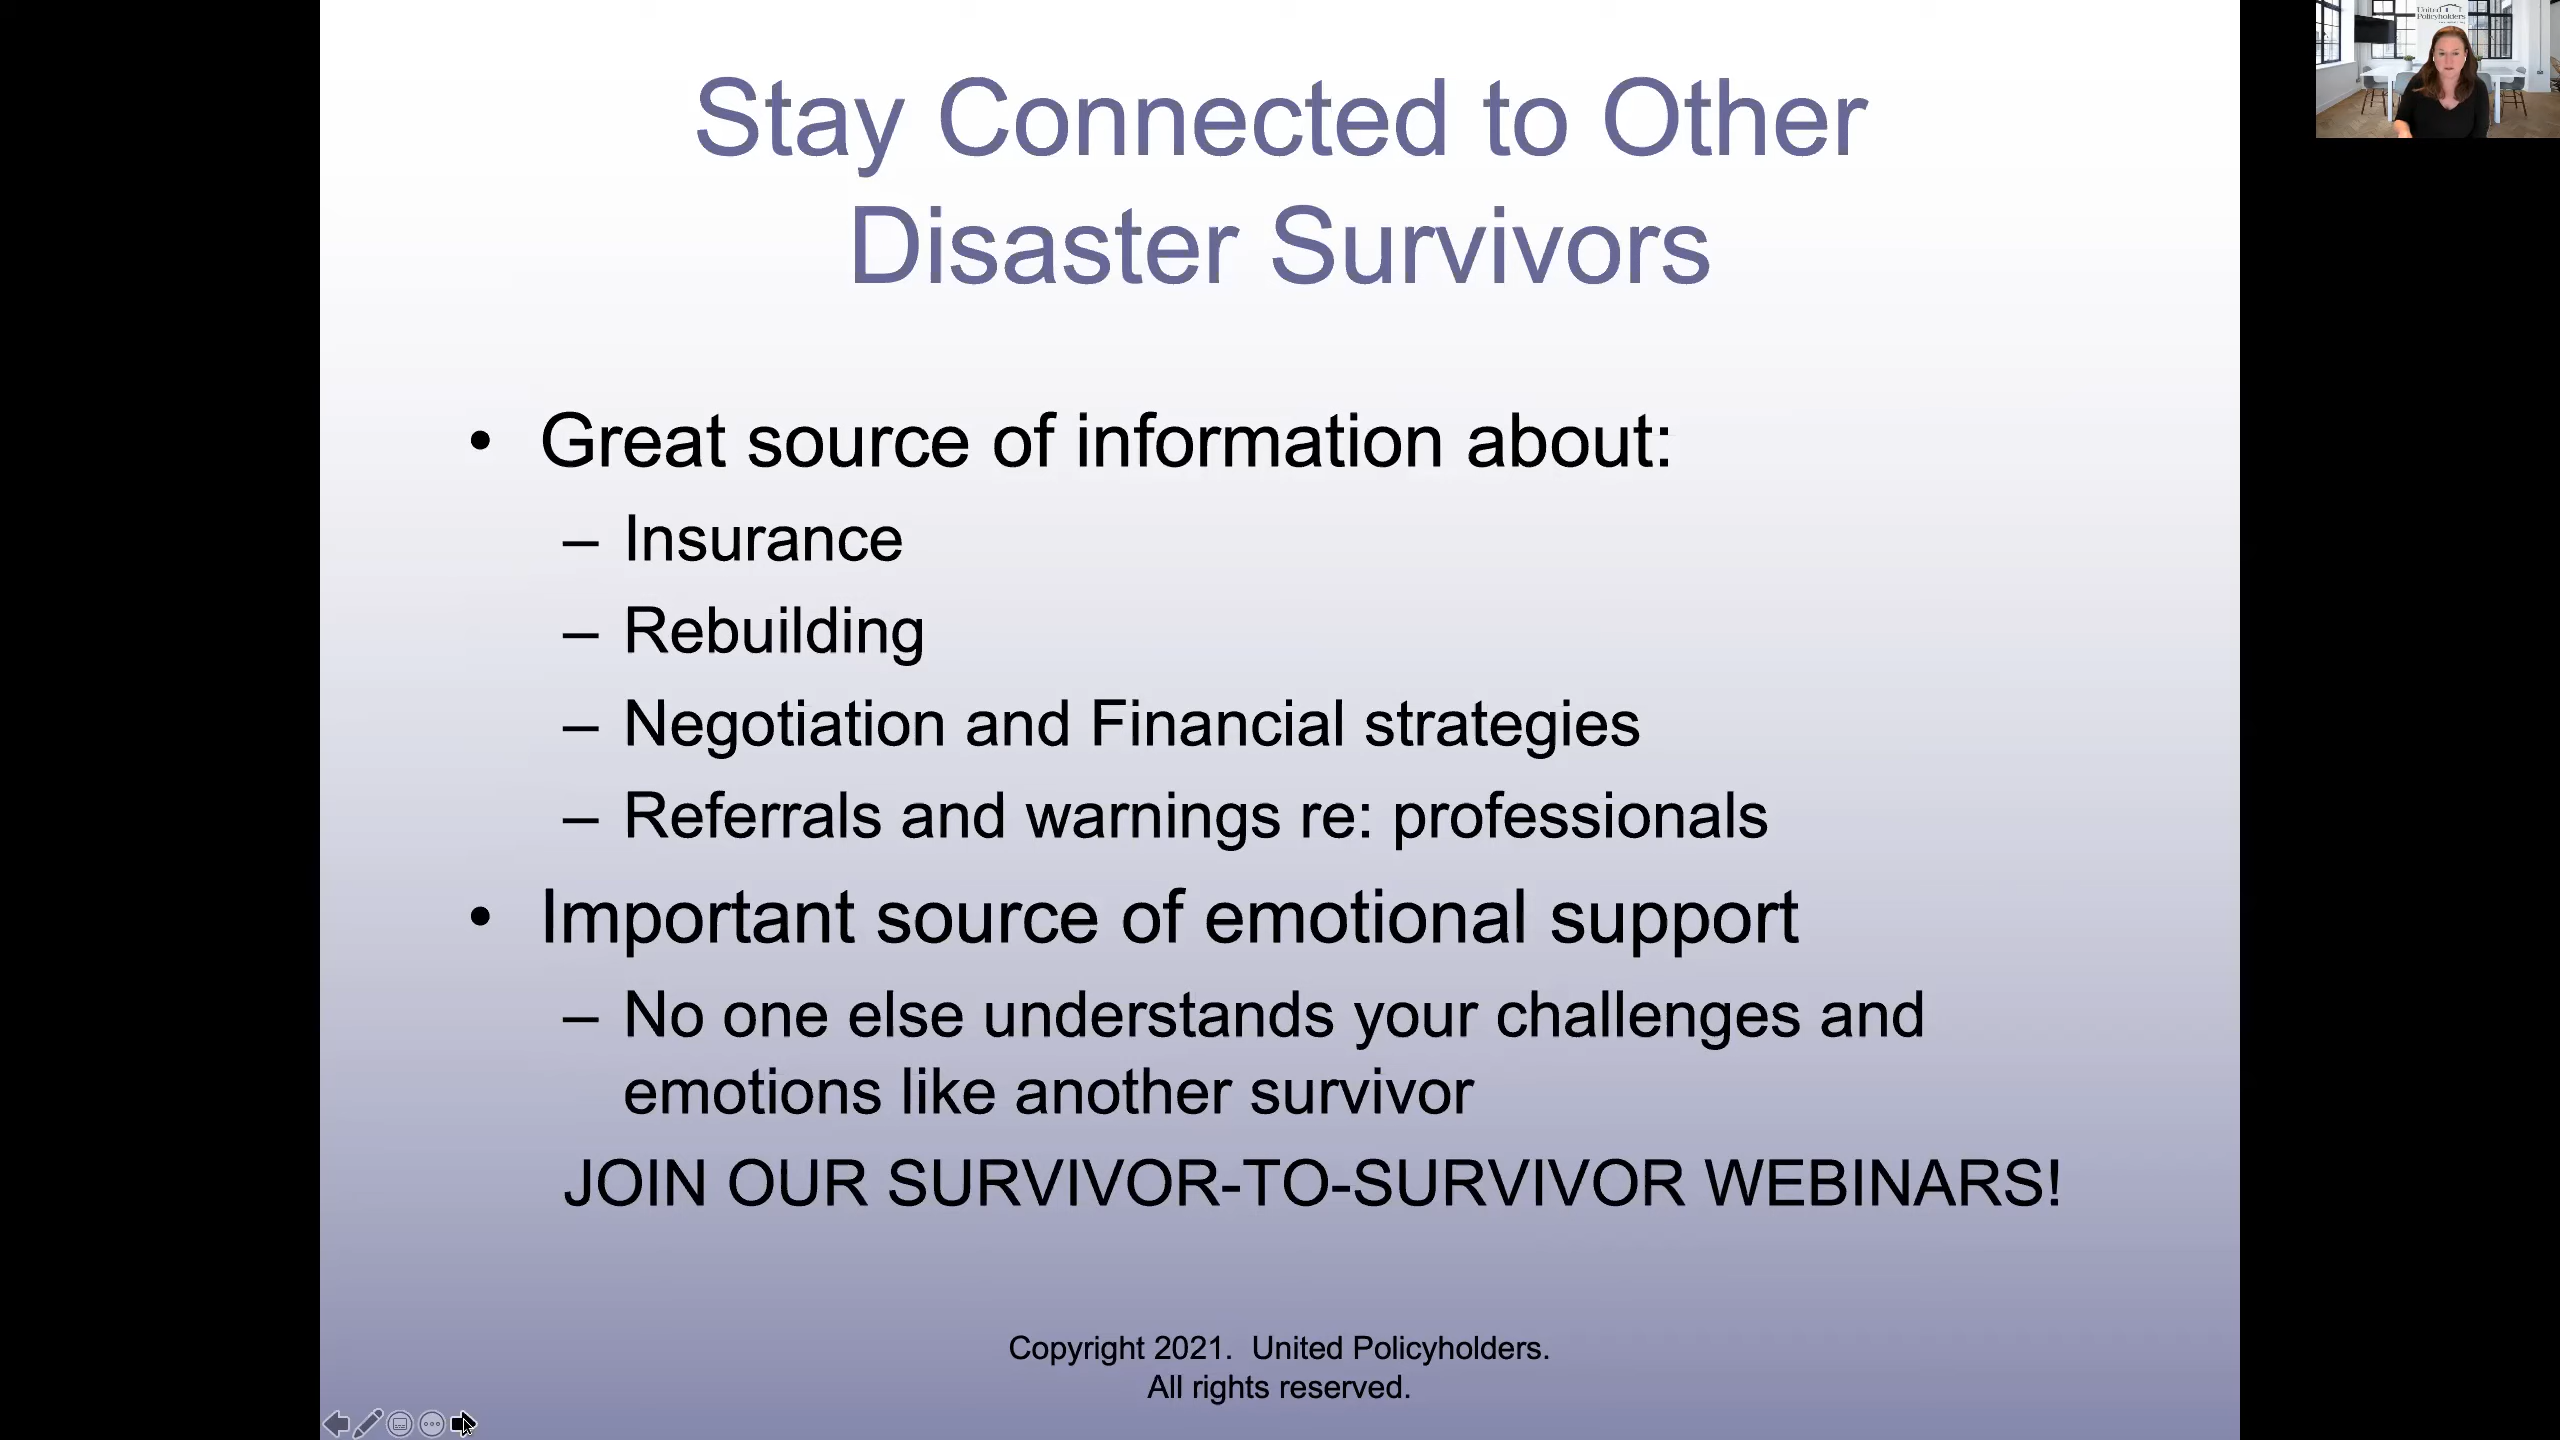 Stay Connected to Other
Disaster Survivors
• Great source of information about:
– Insurance
– Rebuilding
– Negotiation and Financial strategies
– Referrals and warnings re: professionals
• Important source of emotional support
– No one else understands your challenges and
emotions like another survivor
JOIN OUR SURVIVOR-TO-SURVIVOR WEBINARS!
Copyright 2021. United Policyholders.
All rights reserved.
United
Policyholders